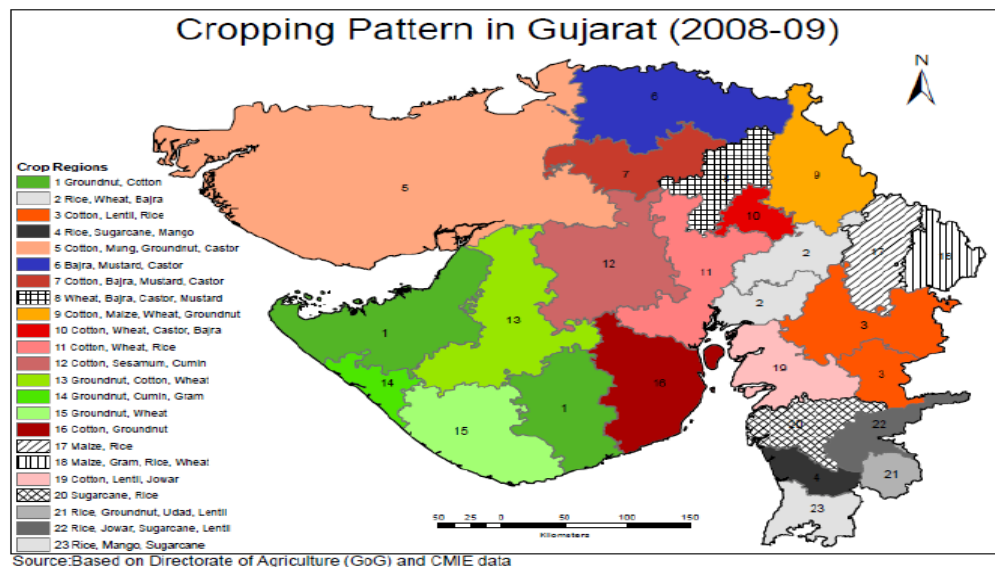 Cropping Pattern in Gujarat (2008-09)
N
Crop Regions
1 Groundnut, Cotton
2 Rice, Wheat, Bajra
3 Cotton, Lentil, Rice
4 Rice, Sugarcane, Mango
5 Cotton, Mung, Groundnut, Castor
6 Bajra, Mustard, Castor
7 Cotton, Bajra, Mustard, Castor
8 Wheat, Bajra, Castor, Mustard
9 Cotton, Maize, Wheat, Groundnut
10 Cotton, Wheat, Castor, Bajra
11 Cotton, Wheat, Rice
12 Cotton, Sesamum, Cumin
13 Groundnut, Cotton, Wheat
14 Groundnut, Cumin, Gram
15 Groundnut, Wheat
16 Cotton, Groundnut
17 Maize, Rice
18 Maize, Gram, Rice, Wheat
19 Cotton, Lentil, Jowar
20 Sugarcane, Rice
21 Rice, Groundnut, Udad, Lentil
22 Rice, Jowar, Sugarcane, Lentil
23 Rice, Mango, Sugarcane
6
5
7
9
10
2
17
18
12
11
2
13
1
3
14
19
3
16
1
15
20
22
4
21
23
50 25 0 50 100 150
Kilometers
Source:Based on Directorate of Agriculture (GoG) and CMIE data